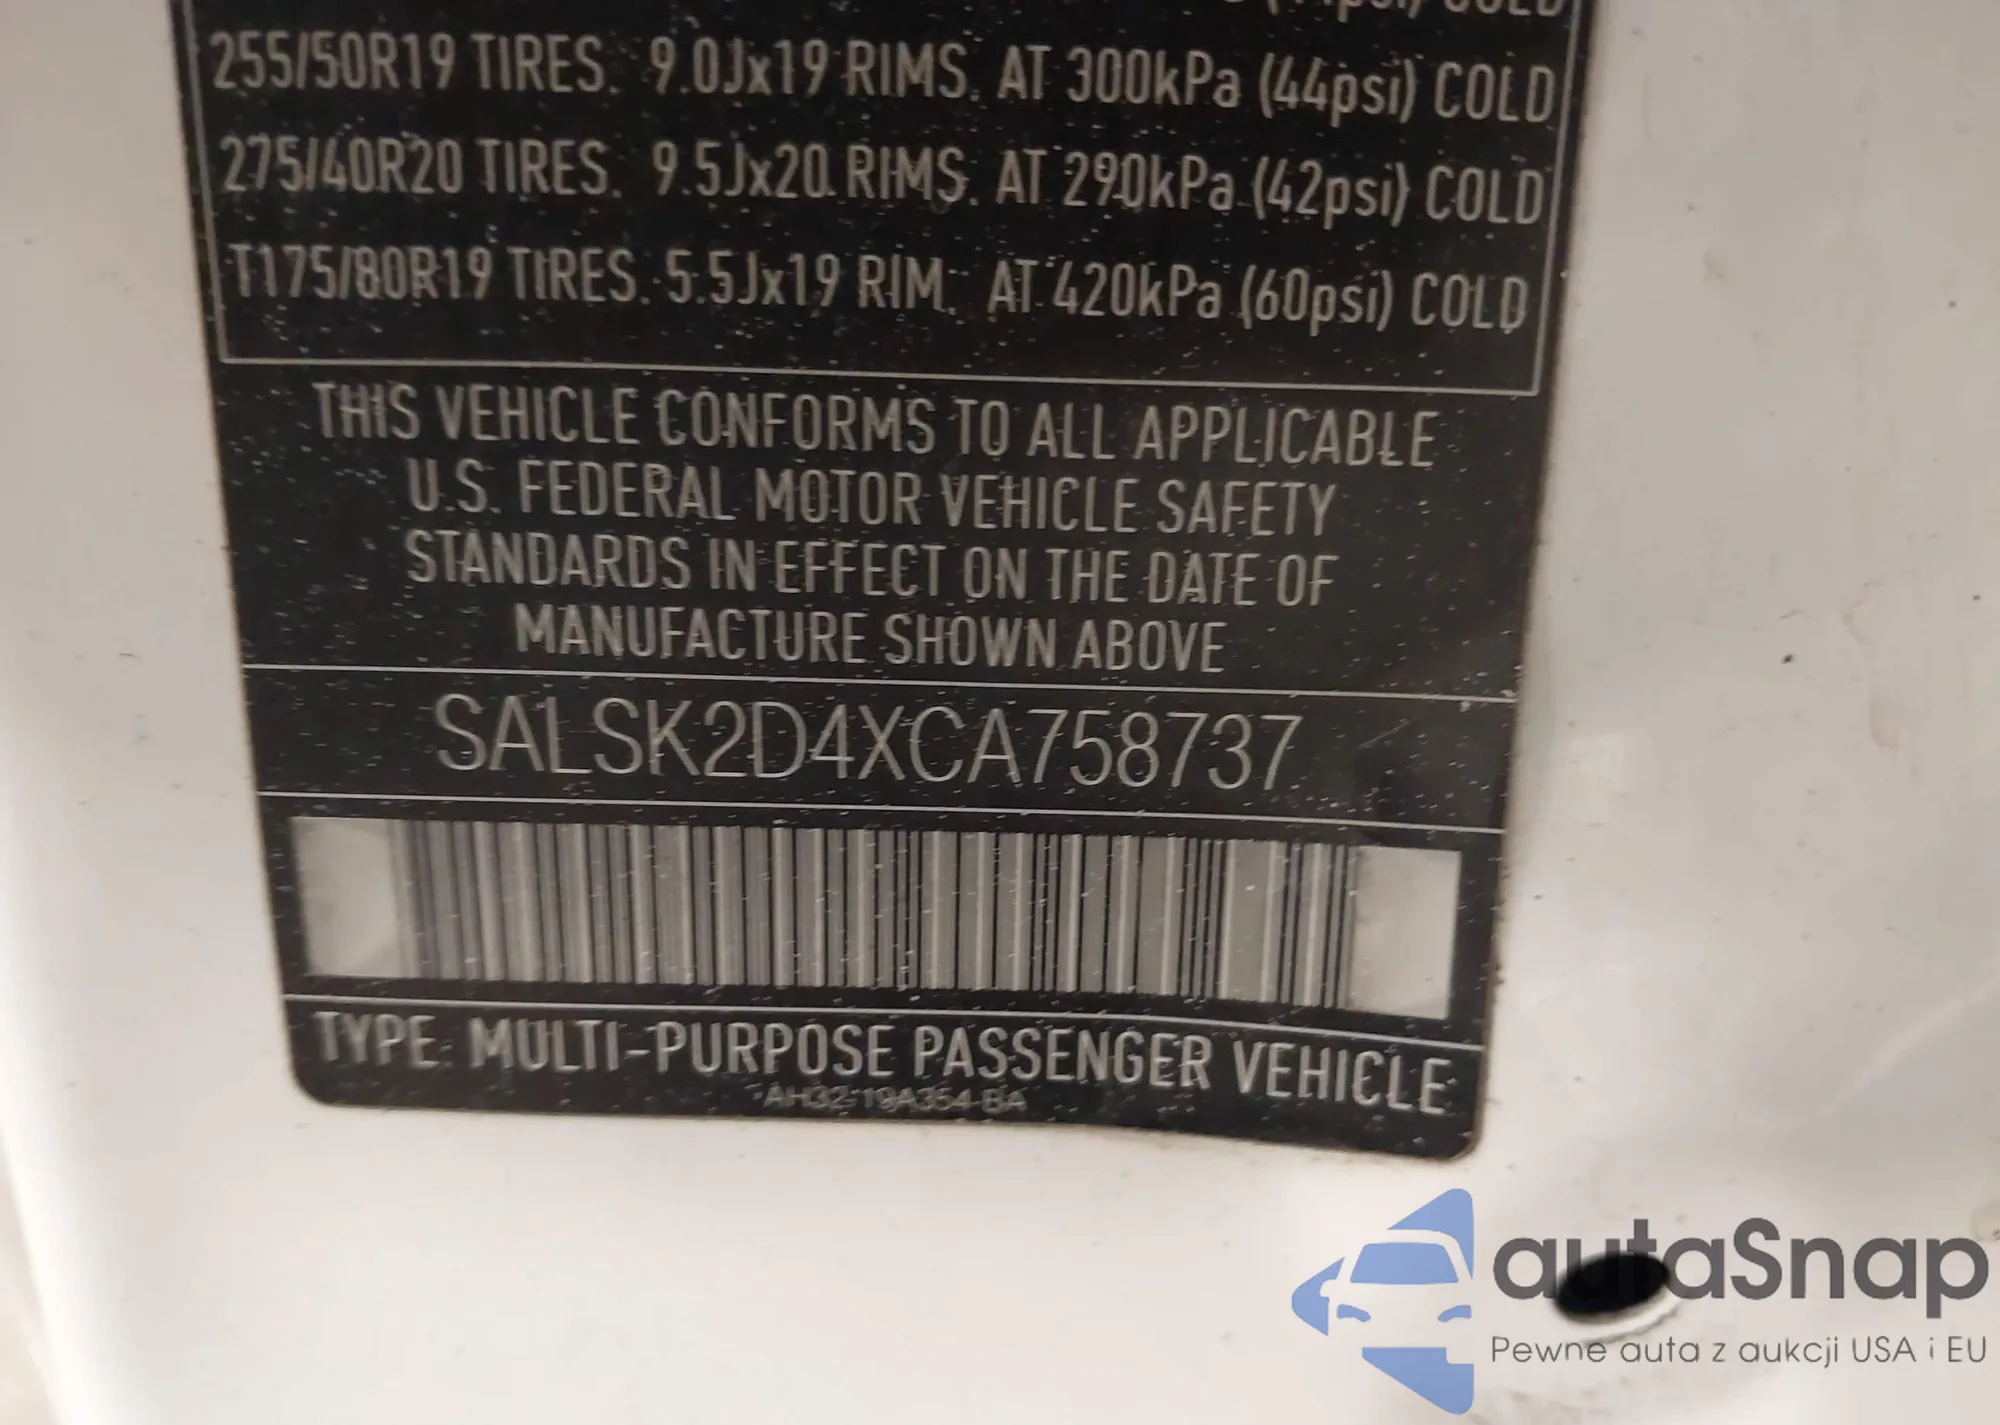 (44psi) COLD
255/50R19 TIRES. 9.0Jx19 RIMS. AT 300kPa (44psi) COLD
275/40R20 TIRES. 9.5Jx20 RIMS. AT 290kPa (42psi) COLD
T175/80R19 TIRES. 5.5Jx19 RIM. AT 420kPa (60psi) COLD
THIS VEHICLE CONFORMS TO ALL APPLICABLE
U.S. FEDERAL MOTOR VEHICLE SAFETY
STANDARDS IN EFFECT ON THE DATE OF
MANUFACTURE SHOWN ABOVE
SALSK2D4XCA758737
TYPE: MULTI-PURPOSE PASSENGER VEHICLE
AH32-19A354-BA
autaSnap
Pewne auta z aukcji USA i EU